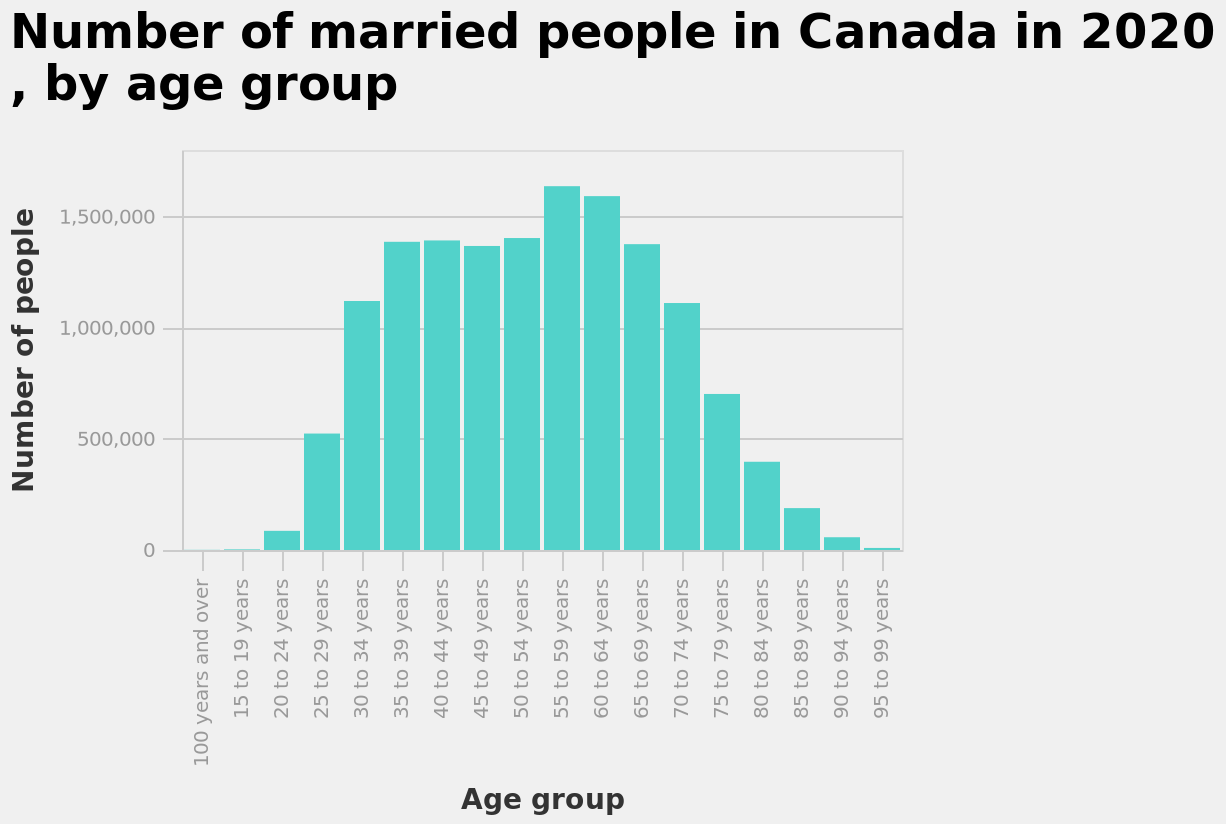 Number of married people in Canada in 2020
, by age group
Number of people
1,500,000
1,000,000
500,000
0
100 years and over
15 to 19 years
20 to 24 years
25 to 29 years
30 to 34 years
35 to 39 years
40 to 44 years
45 to 49 years
50 to 54 years
55 to 59 years
60 to 64 years
65 to 69 years
70 to 74 years
75 to 79 years
80 to 84 years
85 to 89 years
90 to 94 years
95 to 99 years
Age group